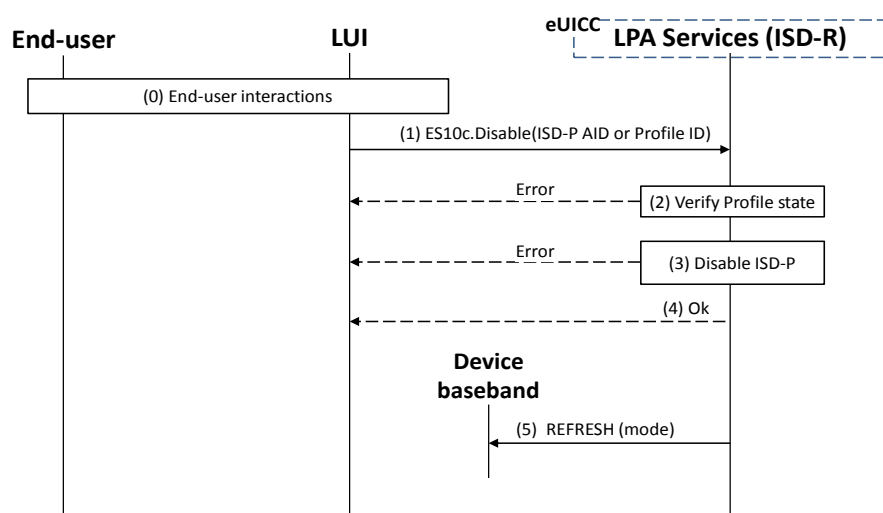 eUICC
End-user
LUI
LPA Services (ISD-R)
(0) End-user interactions
(1) ES10c.Disable(ISD-P AID or Profile ID)
Error
(2) Verify Profile state
Error
(3) Disable ISD-P
(4) Ok
Device
baseband
(5) REFRESH (mode)